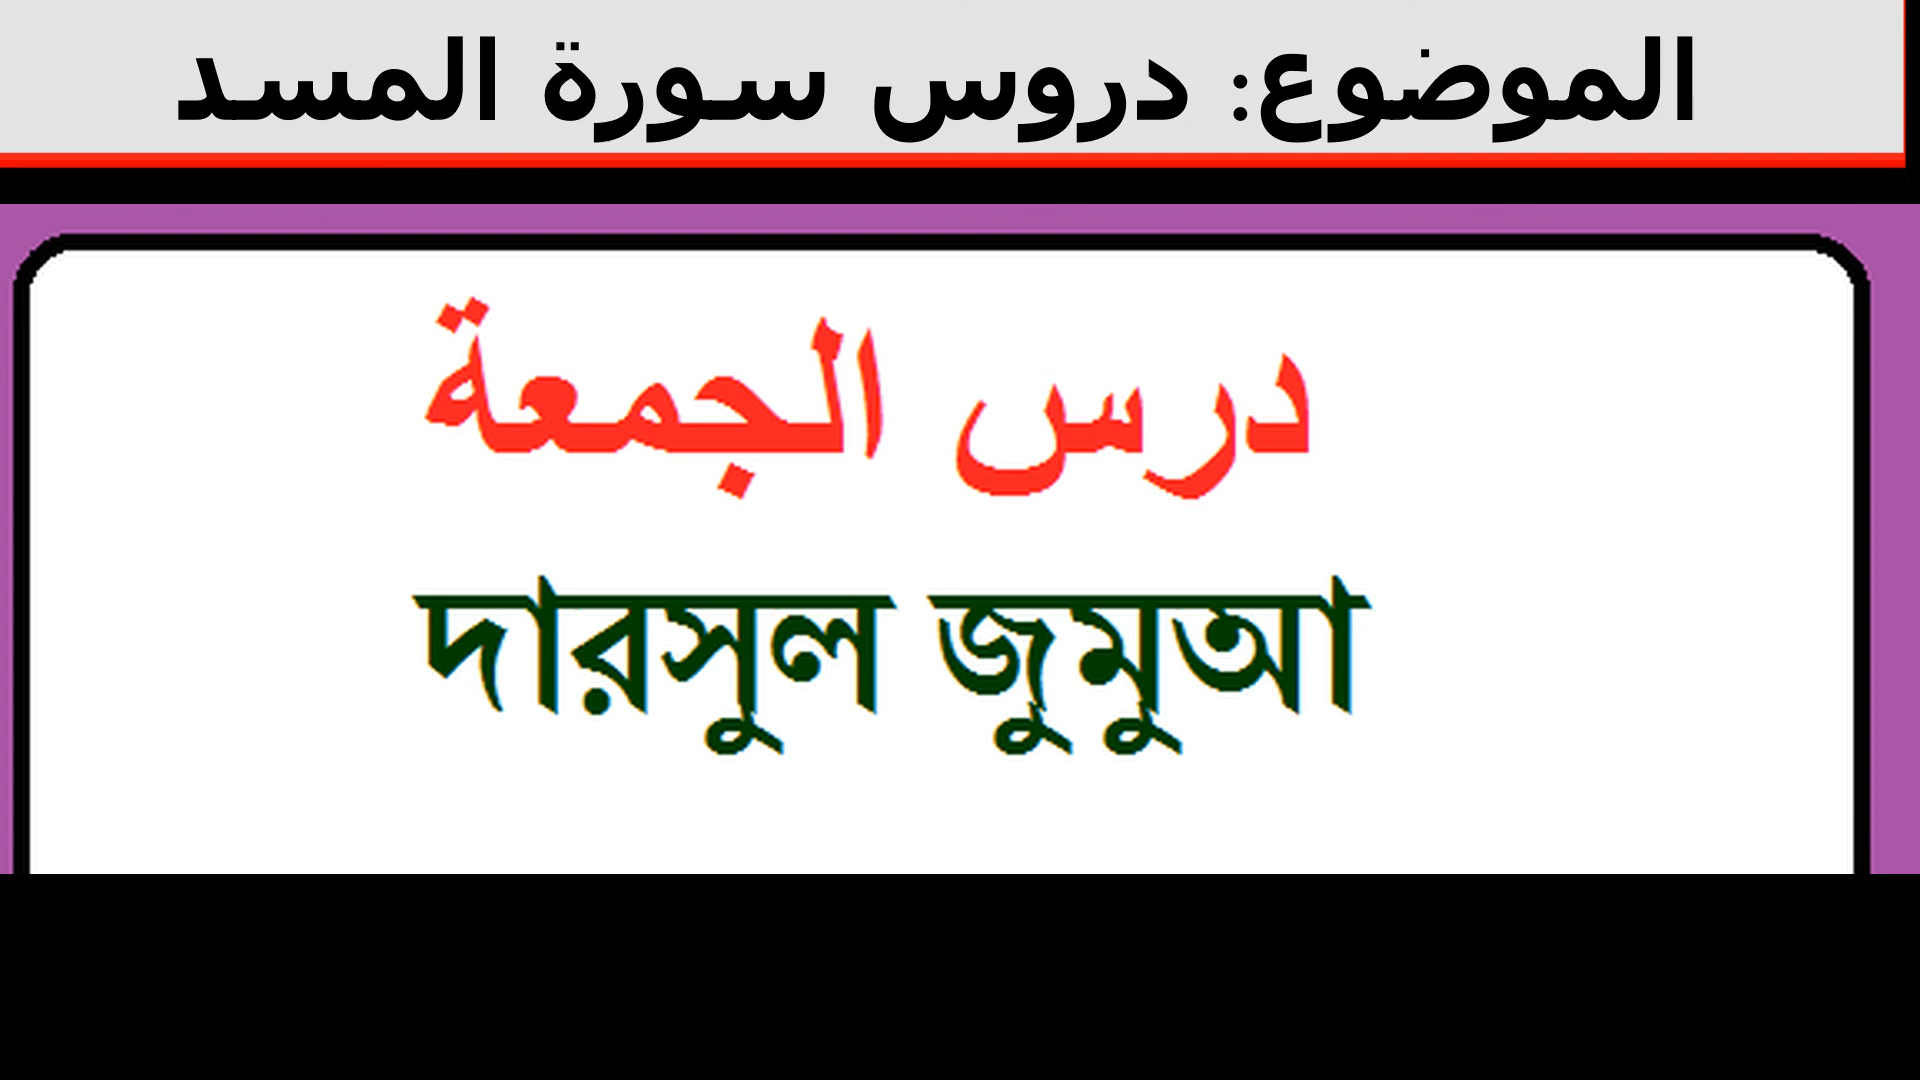 الموضوع: دروس سورة المسد
درس الجمعة
দারসুল জুমুআ